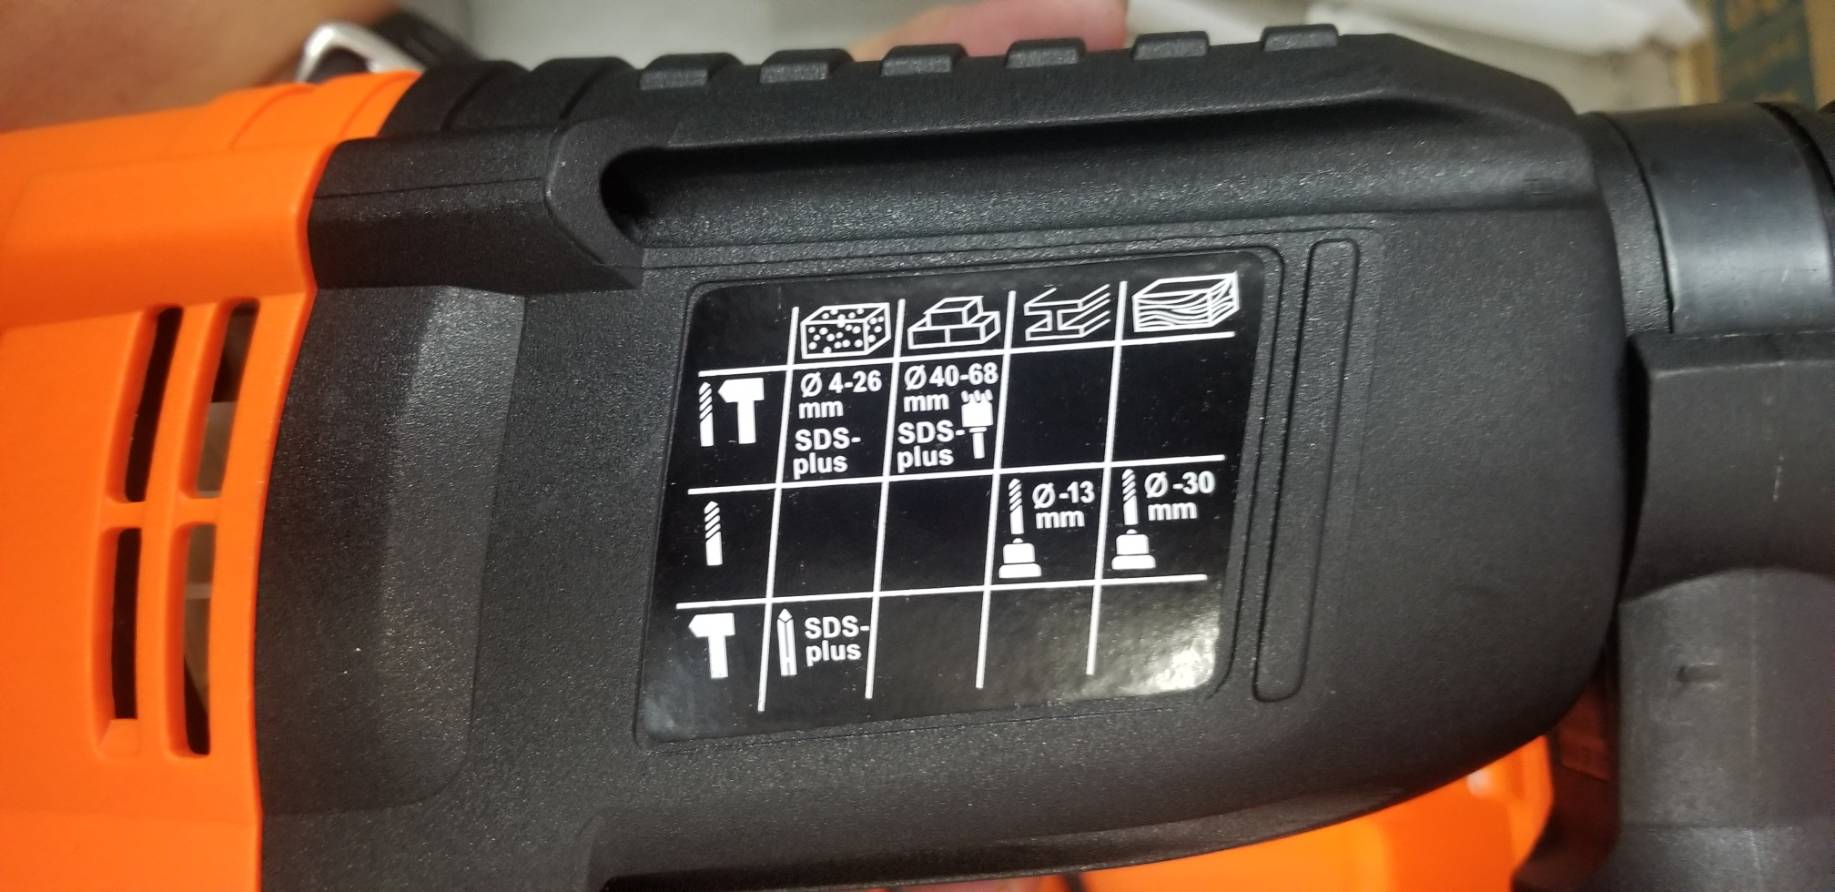 Ø 4-26
mm
SDS-
plus
Ø 40-68
mm
SDS-
plus
Ø -13
mm
Ø -30
mm
SDS-
plus